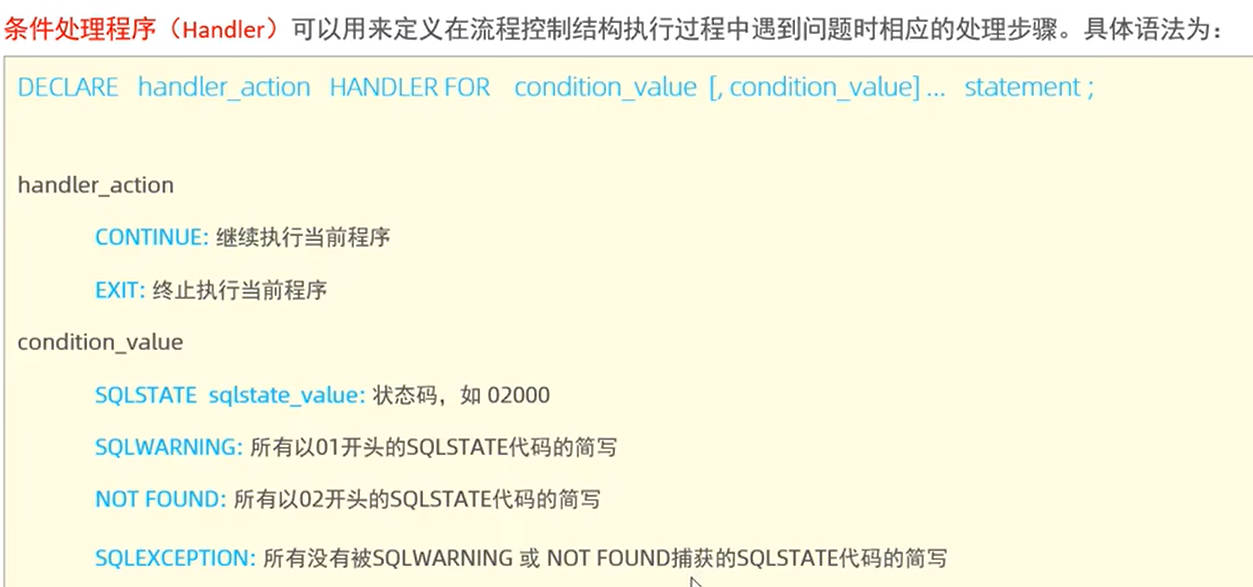 条件处理程序（Handler）可以用来定义在流程控制结构执行过程中遇到问题时相应的处理步骤。具体语法为：
DECLARE handler_action HANDLER FOR condition_value [, condition_value] ... statement ;
handler_action
CONTINUE: 继续执行当前程序
EXIT: 终止执行当前程序
condition_value
SQLSTATE sqlstate_value: 状态码，如 02000
SQLWARNING: 所有以01开头的SQLSTATE代码的简写
NOT FOUND: 所有以02开头的SQLSTATE代码的简写
SQLEXCEPTION: 所有没有被SQLWARNING 或 NOT FOUND捕获的SQLSTATE代码的简写